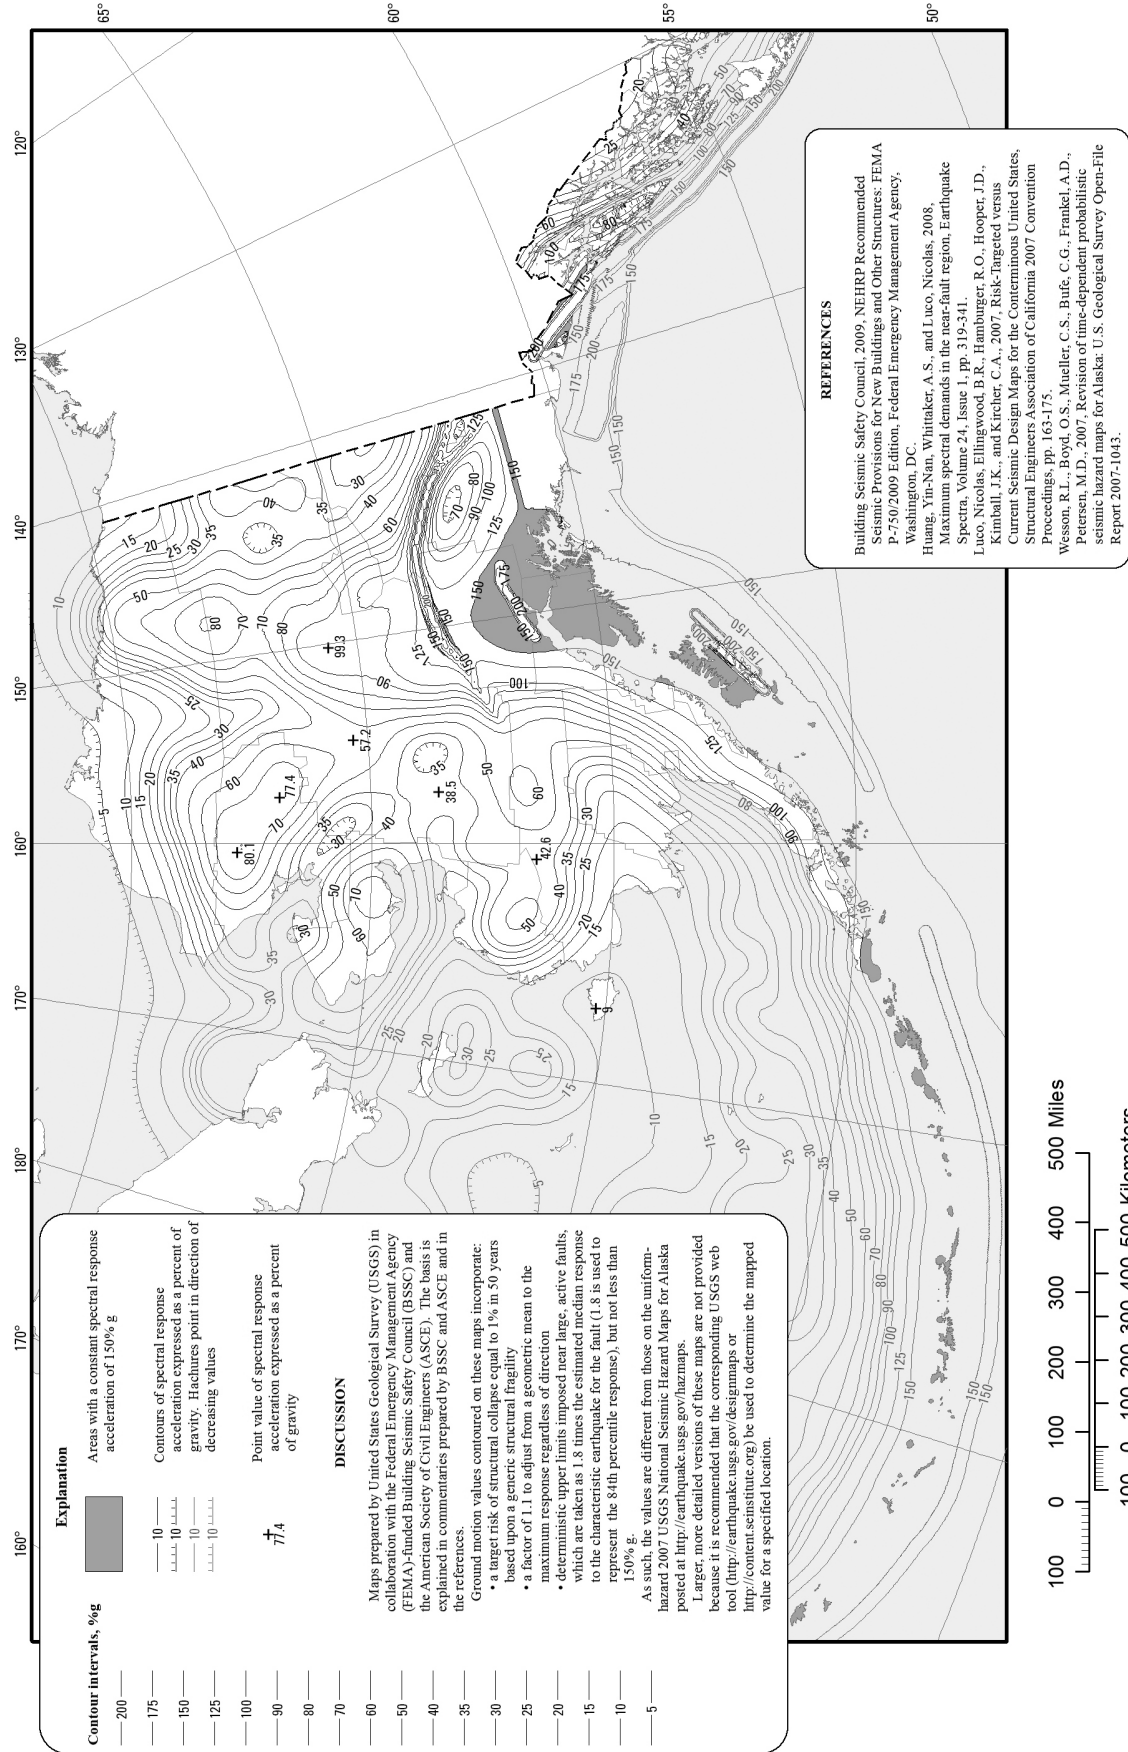 Contour intervals, %g
200
175
150
125
100
90
80
70
60
50
40
35
30
25
20
15
10
5
Explanation
Areas with a constant spectral response
acceleration of 150% g
10
10
10
10
Contours of spectral response
acceleration expressed as a percent of
gravity. Hachures point in direction of
decreasing values
77.4
Point value of spectral response
acceleration expressed as a percent
of gravity
DISCUSSION
Maps prepared by United States Geological Survey (USGS) in
collaboration with the Federal Emergency Management Agency
(FEMA)-funded Building Seismic Safety Council (BSSC) and
the American Society of Civil Engineers (ASCE). The basis is
explained in commentaries prepared by BSSC and ASCE and in
the references.
Ground motion values contoured on these maps incorporate:
• a target risk of structural collapse equal to 1% in 50 years
based upon a generic structural fragility
• a factor of 1.1 to adjust from a geometric mean to the
maximum response regardless of direction
• deterministic upper limits imposed near large, active faults,
which are taken as 1.8 times the estimated median response
to the characteristic earthquake for the fault (1.8 is used to
represent the 84th percentile response), but not less than
150% g.
As such, the values are different from those on the uniform-
hazard 2007 USGS National Seismic Hazard Maps for Alaska
posted at http://earthquake.usgs.gov/hazmaps.
Larger, more detailed versions of these maps are not provided
because it is recommended that the corresponding USGS web
tool (http://earthquake.usgs.gov/designmaps or
http://content.seinstitute.org) be used to determine the mapped
value for a specified location.
160°
170°
180°
170°
160°
150°
140°
130°
120°
65°
60°
55°
50°
80.1
77.4
99.3
57.2
38.5
42.6
9
REFERENCES
Building Seismic Safety Council, 2009, NEHRP Recommended
Seismic Provisions for New Buildings and Other Structures: FEMA
P-750/2009 Edition, Federal Emergency Management Agency,
Washington, DC.
Huang, Yin-Nan, Whittaker, A.S., and Luco, Nicolas, 2008,
Maximum spectral demands in the near-fault region, Earthquake
Spectra, Volume 24, Issue 1, pp. 319-341.
Luco, Nicolas, Ellingwood, B.R., Hamburger, R.O., Hooper, J.D.,
Kimball, J.K., and Kircher, C.A., 2007, Risk-Targeted versus
Current Seismic Design Maps for the Conterminous United States,
Structural Engineers Association of California 2007 Convention
Proceedings, pp. 163-175.
Wesson, R.L., Boyd, O.S., Mueller, C.S., Bufe, C.G., Frankel, A.D.,
Petersen, M.D., 2007, Revision of time-dependent probabilistic
seismic hazard maps for Alaska: U.S. Geological Survey Open-File
Report 2007-1043.
100 0 100 200 300 400 500 Miles
100 0 100 200 300 400 500 Kilometers